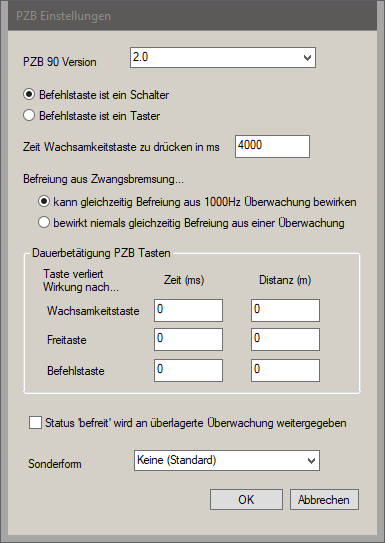 PZB Einstellungen
PZB 90 Version 2.0
Befehlstaste ist ein Schalter
Befehlstaste ist ein Taster
Zeit Wachsamkeitstaste zu drücken in ms 4000
Befreiung aus Zwangsbremsung...
kann gleichzeitig Befreiung aus 1000Hz Überwachung bewirken
bewirkt niemals gleichzeitig Befreiung aus einer Überwachung
Dauerbetätigung PZB Tasten
Taste verliert
Wirkung nach... Zeit (ms) Distanz (m)
Wachsamkeitstaste 0 0
Freitaste 0 0
Befehlstaste 0 0
Status 'befreit' wird an überlagerte Überwachung weitergegeben
Sonderform Keine (Standard)
OK Abbrechen